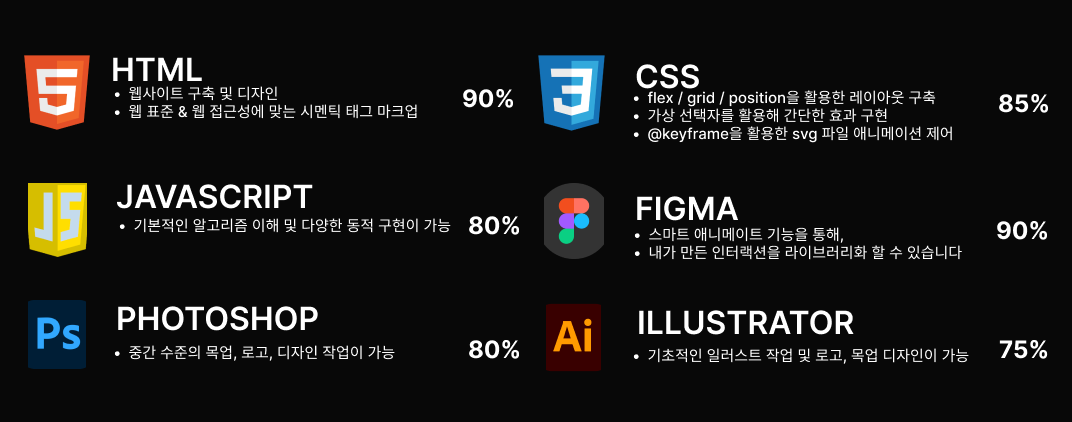 HTML
• 웹사이트 구축 및 디자인
• 웹 표준 & 웹 접근성에 맞는 시멘틱 태그 마크업
90%
CSS
• flex / grid / position을 활용한 레이아웃 구축
• 가상 선택자를 활용해 간단한 효과 구현
• @keyframe을 활용한 svg 파일 애니메이션 제어
85%
JS
JAVASCRIPT
• 기본적인 알고리즘 이해 및 다양한 동적 구현이 가능
80%
FIGMA
• 스마트 애니메이트 기능을 통해,
• 내가 만든 인터랙션을 라이브러리화 할 수 있습니다
90%
Ps
PHOTOSHOP
• 중간 수준의 목업, 로고, 디자인 작업이 가능
80%
Ai
ILLUSTRATOR
• 기초적인 일러스트 작업 및 로고, 목업 디자인이 가능
75%